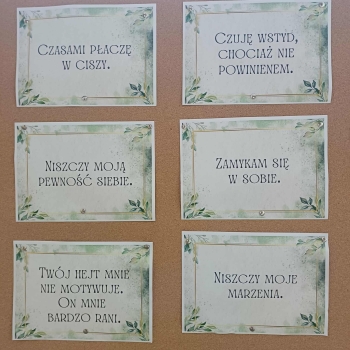 Czasami płaczę
w ciszy.
Czuję wstyd,
chociaż nie
powinienem.
Niszczy moją
pewność siebie.
Zamykam się
w sobie.
Twój hejt mnie
nie motywuje.
On mnie
bardzo rani.
Niszczy moje
marzenia.